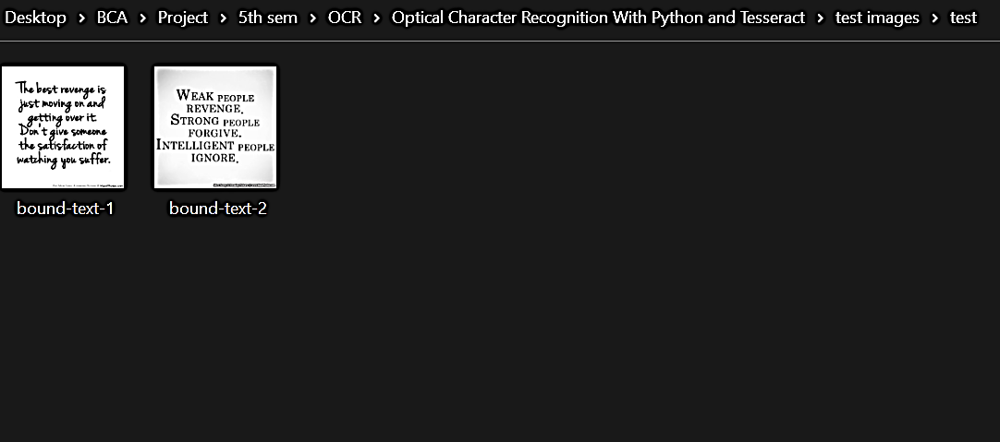 Desktop > BCA > Project > 5th sem > OCR > Optical Character Recognition With Python and Tesseract > test images > test
The best revenge is
just moving on and
getting over it.
Don't give someone
the satisfaction of
watching you suffer.
WEAK PEOPLE
REVENGE.
STRONG PEOPLE
FORGIVE.
INTELLIGENT PEOPLE
IGNORE.
bound-text-1
bound-text-2